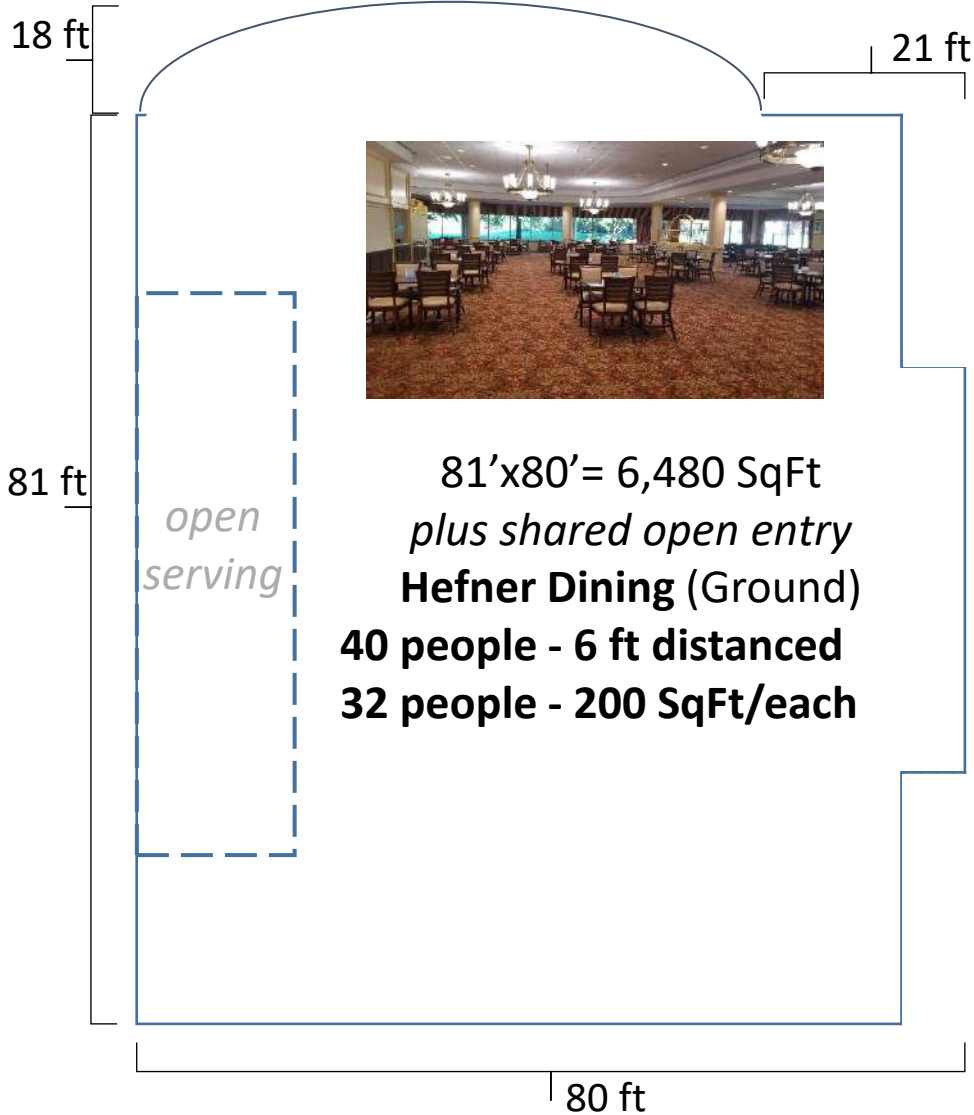 18 ft
21 ft
81 ft
open
serving
81’x80’= 6,480 SqFt
plus shared open entry
Hefner Dining (Ground)
40 people - 6 ft distanced
32 people - 200 SqFt/each
80 ft